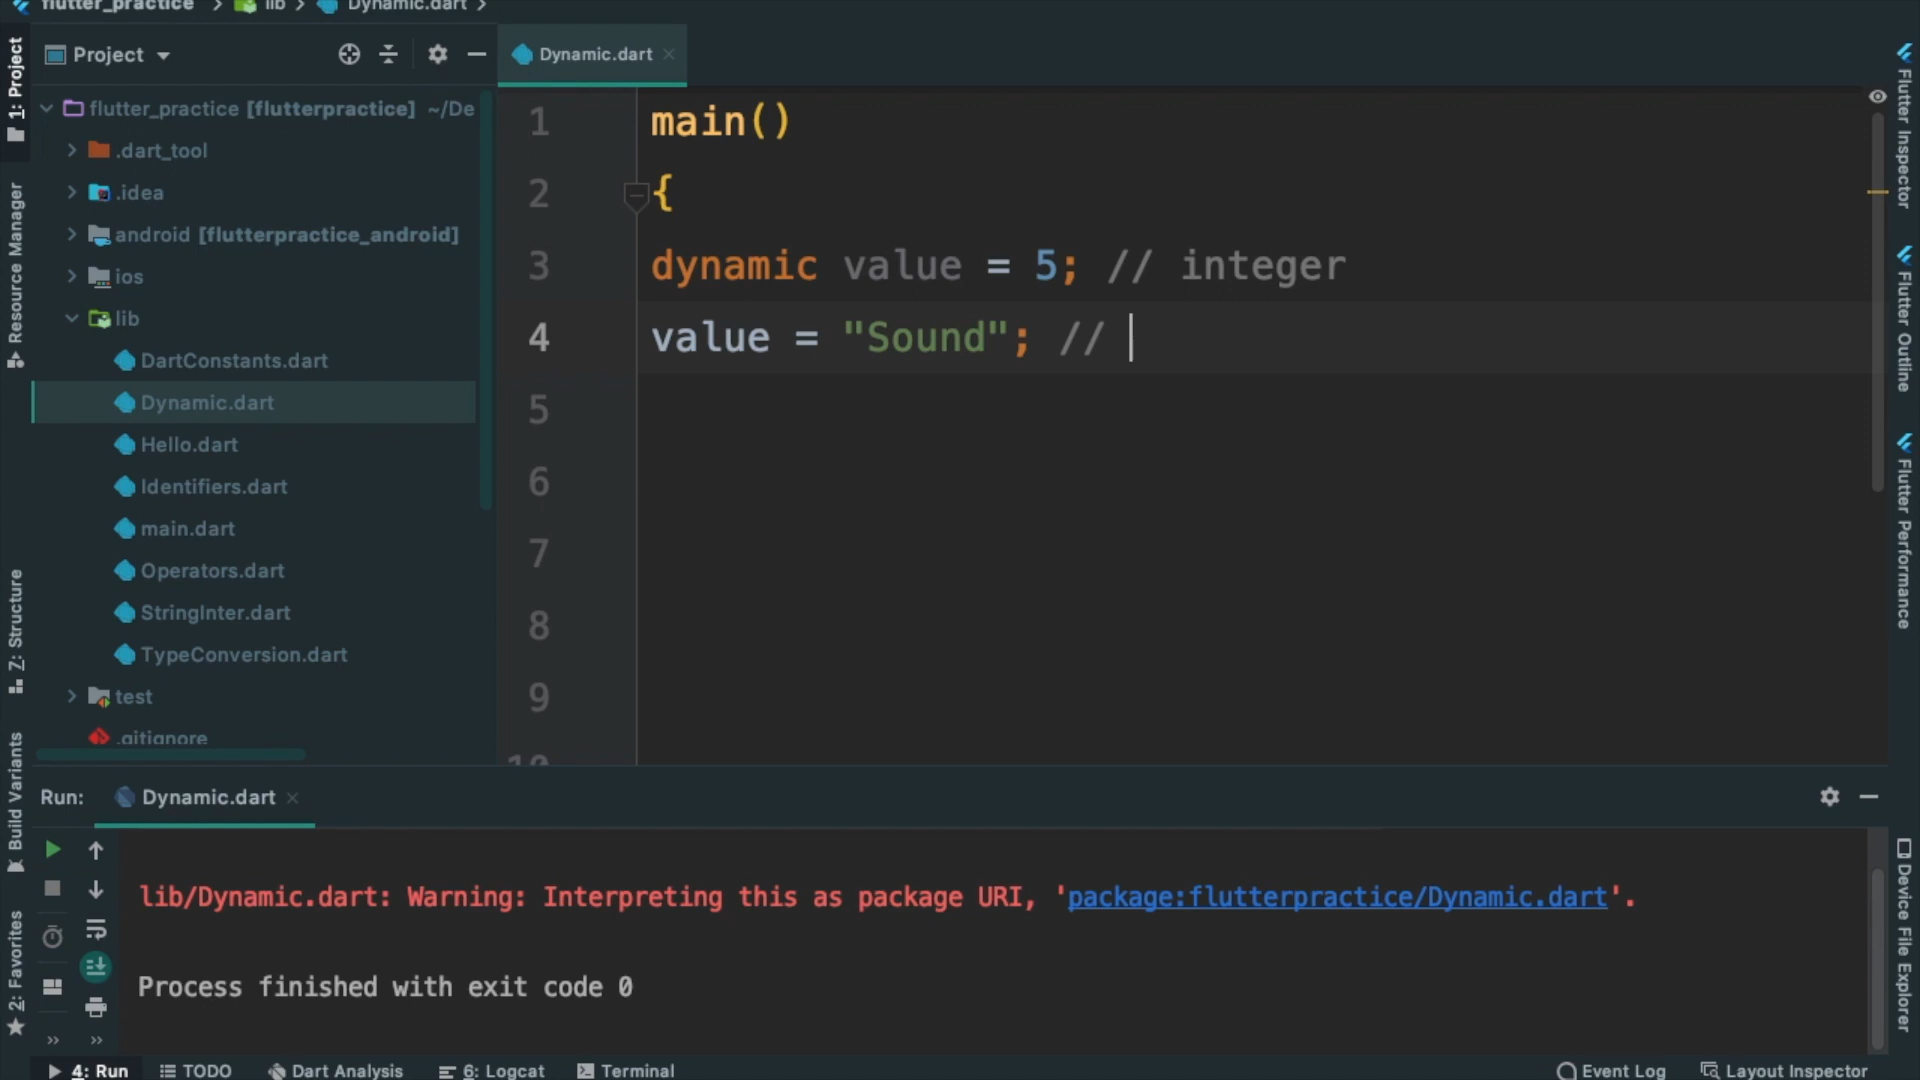 flutter_practice lib Dynamic.dart
1: Project
Resource Manager
Z: Structure
Build Variants
2: Favorites
Project
flutter_practice [flutterpractice] ~/De
.dart_tool
.idea
android [flutterpractice_android]
ios
lib
DartConstants.dart
Dynamic.dart
Hello.dart
Identifiers.dart
main.dart
Operators.dart
StringInter.dart
TypeConversion.dart
test
.gitignore
Dynamic.dart
1 main()
2 {
3 dynamic value = 5; // integer
4 value = "Sound"; //
5
6
7
8
9
10
Flutter Inspector
Flutter Outline
Flutter Performance
Device File Explorer
Run: Dynamic.dart
lib/Dynamic.dart: Warning: Interpreting this as package URI, 'package:flutterpractice/Dynamic.dart'.
Process finished with exit code 0
4: Run TODO Dart Analysis 6: Logcat Terminal Event Log Layout Inspector